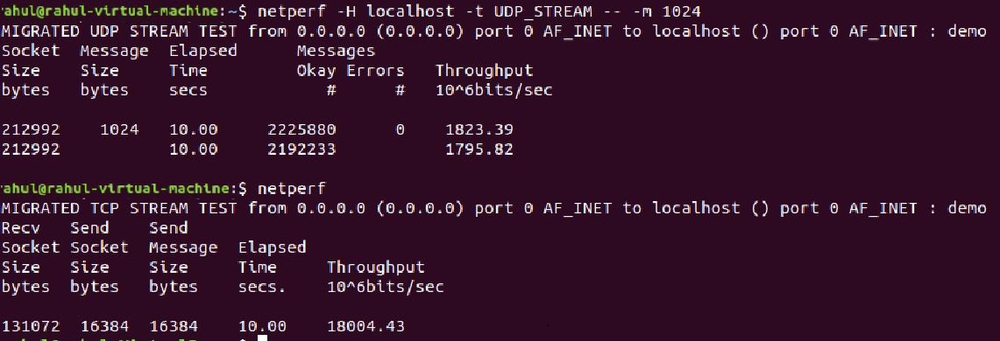 rahul@rahul-virtual-machine:~$ netperf -H localhost -t UDP_STREAM -- -m 1024
MIGRATED UDP STREAM TEST from 0.0.0.0 (0.0.0.0) port 0 AF_INET to localhost () port 0 AF_INET : demo
Socket  Message  Elapsed      Messages
Size    Size     Time         Okay Errors   Throughput
bytes   bytes    secs            #      #   10^6bits/sec
212992    1024   10.00     2225880      0    1823.39
212992           10.00     2192233           1795.82
rahul@rahul-virtual-machine:$ netperf
MIGRATED TCP STREAM TEST from 0.0.0.0 (0.0.0.0) port 0 AF_INET to localhost () port 0 AF_INET : demo
Recv   Send    Send
Socket Socket  Message  Elapsed
Size   Size    Size     Time     Throughput
bytes  bytes   bytes    secs.    10^6bits/sec
131072  16384  16384    10.00    18004.43